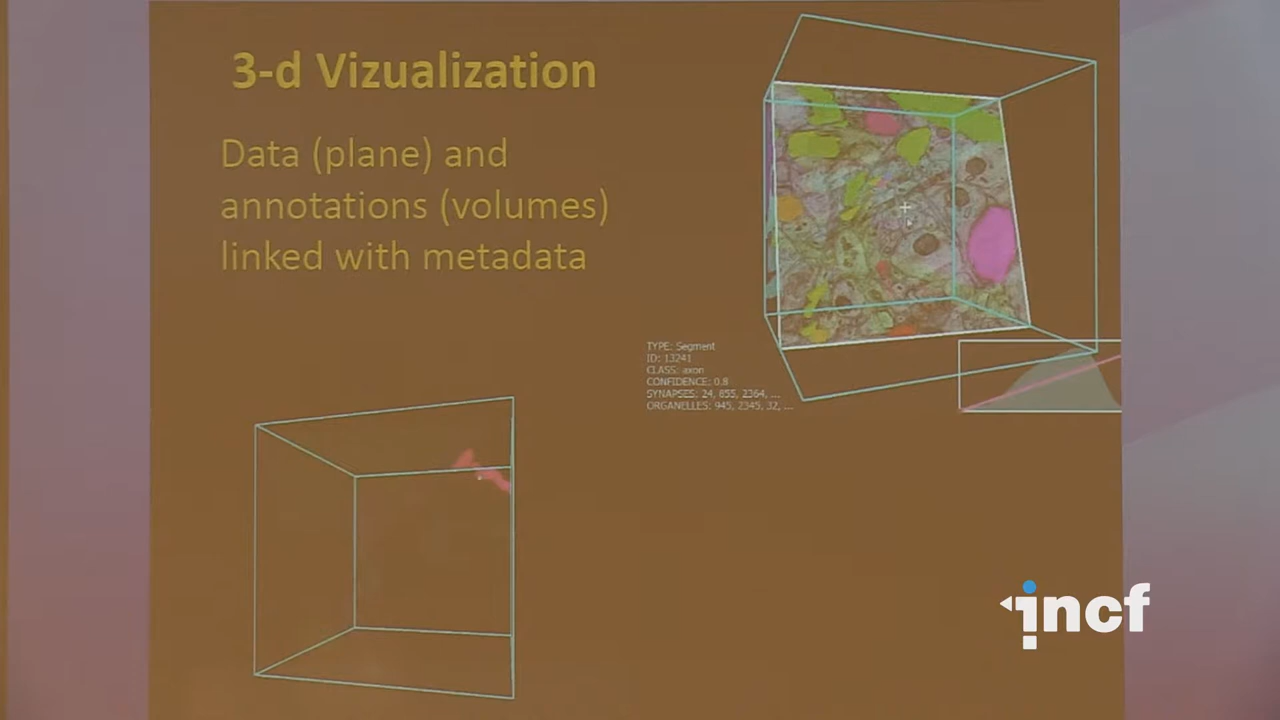 3-d Vizualization
Data (plane) and
annotations (volumes)
linked with metadata
TYPE: Segment
ID: 13241
CLASS: axon
CONFIDENCE: 0.8
SYNAPSES: 24, 655, 2364, ...
ORGANELLES: 945, 2345, 32, ...
incf